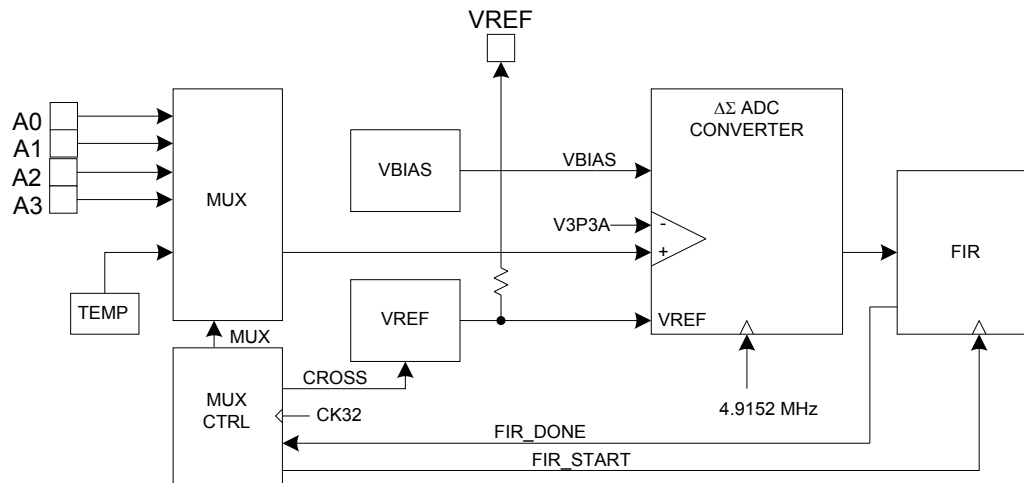 VREF
A0
A1
A2
A3
MUX
TEMP
VBIAS
VBIAS
ΔΣ ADC
CONVERTER
V3P3A
-
+
FIR
VREF
VREF
MUX
MUX
CTRL
CROSS
CK32
4.9152 MHz
FIR_DONE
FIR_START